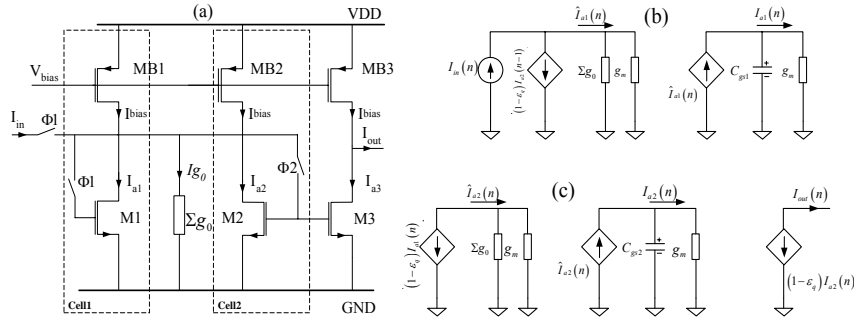 (a)
VDD
MB1
MB2
MB3
V_bias
I_bias
I_bias
I_bias
I_in
Φ1
Φ1
Ig_0
Φ2
I_out
I_a1
I_a2
I_a3
M1
Σg_0
M2
M3
Cell1
Cell2
GND
(b)
Î_a1(n)
I_in(n)
(1-ε_q)I_a2(n-1)
Σg_0
g_m
I_a1(n)
Î_a1(n)
C_gs1
g_m
(c)
Î_a2(n)
(1-ε_q)I_a1(n)
Σg_0
g_m
I_a2(n)
Î_a2(n)
C_gs2
g_m
I_out(n)
(1-ε_q)I_a2(n)